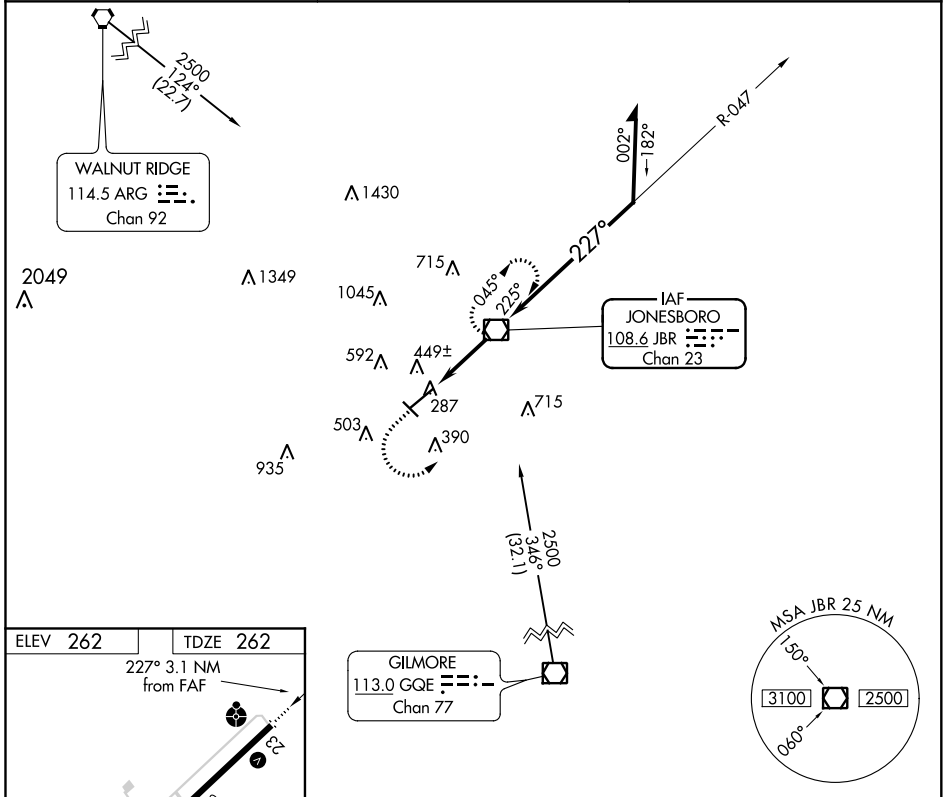 2500
124°
(22.7)
WALNUT RIDGE
114.5 ARG
Chan 92
002°
182°
R-047
1430
2049
1349
715
1045
045°
225°
227°
IAF
JONESBORO
108.6 JBR
Chan 23
592
449±
287
715
503
390
935
2500
346°
(32.1)
GILMORE
113.0 GQE
Chan 77
MSA JBR 25 NM
150°
3100
2500
060°
ELEV 262
TDZE 262
227° 3.1 NM
from FAF
23
V